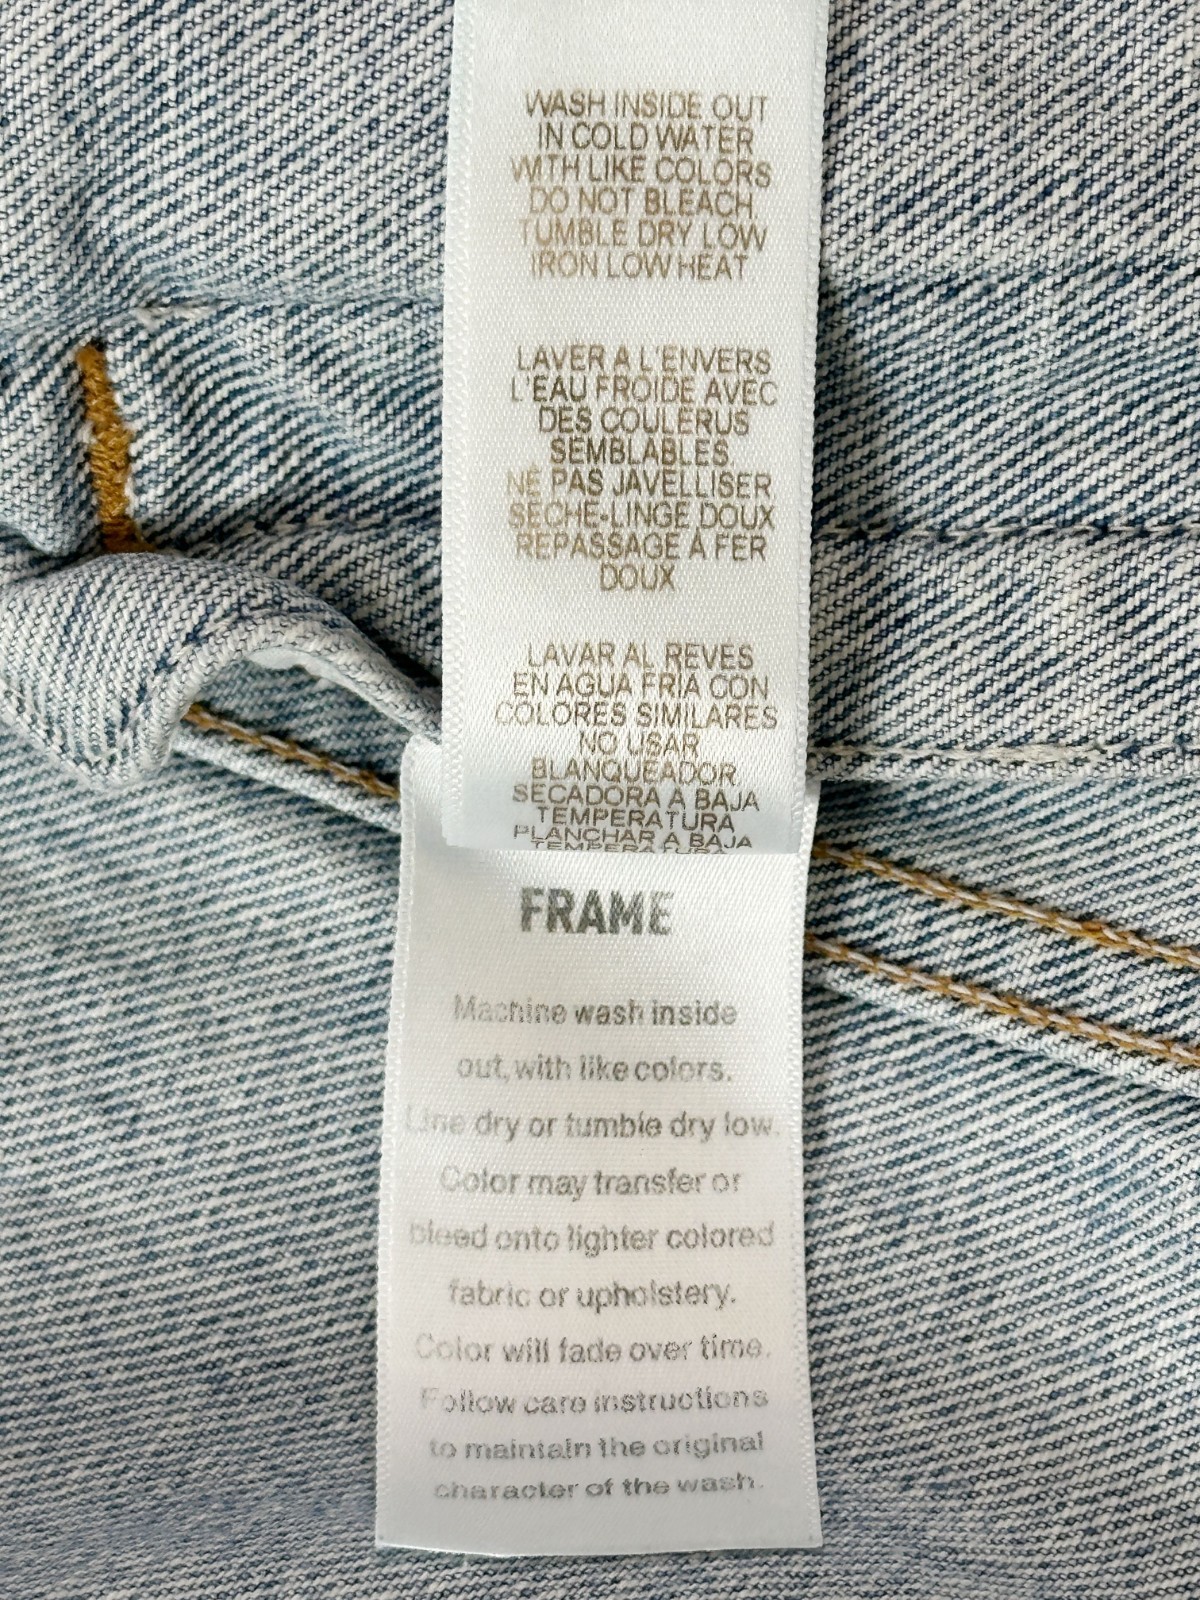 WASH INSIDE OUT
IN COLD WATER
WITH LIKE COLORS
DO NOT BLEACH
TUMBLE DRY LOW
IRON LOW HEAT
LAVER A L'ENVERS
L'EAU FROIDE AVEC
DES COULERUS
SEMBLABLES
NE PAS JAVELLISER
SECHE-LINGE DOUX
REPASSAGE A FER
DOUX
LAVAR AL REVES
EN AGUA FRIA CON
COLORES SIMILARES
NO USAR
BLANQUEADOR
SECADORA A BAJA
TEMPERATURA
PLANCHAR A BAJA
TEMPERATURA
FRAME
Machine wash inside
out, with like colors.
Line dry or tumble dry low.
Color may transfer or
bleed onto lighter colored
fabric or upholstery.
Color will fade over time.
Follow care instructions
to maintain the original
character of the wash.